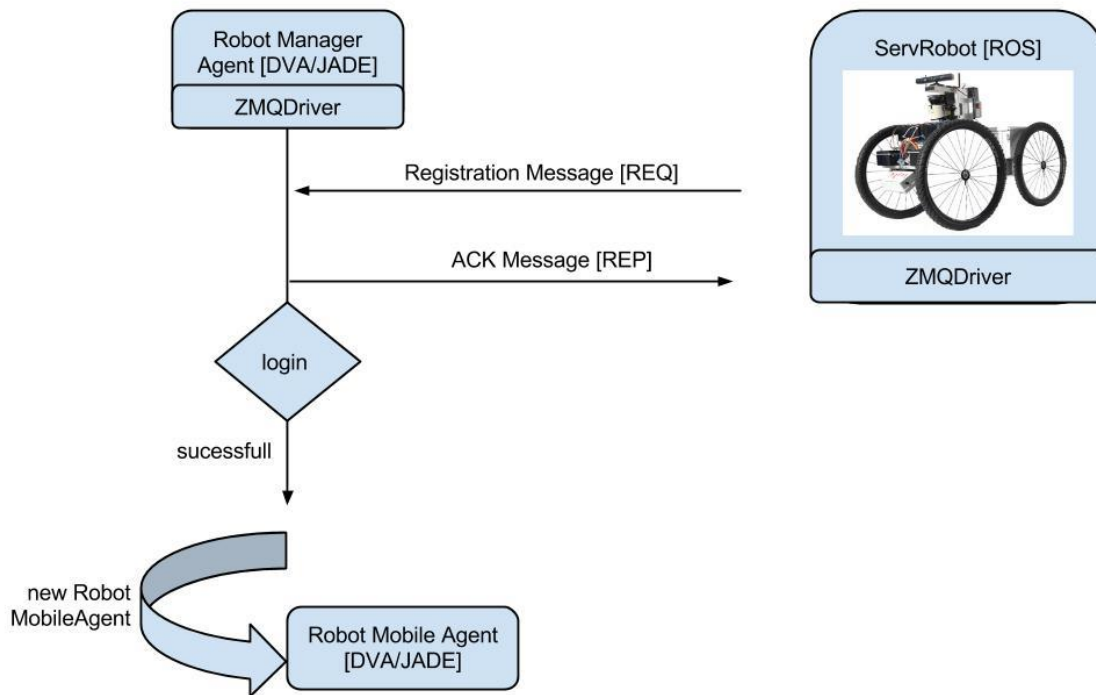 Robot Manager
Agent [DVA/JADE]
ZMQDriver
ServRobot [ROS]
Registration Message [REQ]
ACK Message [REP]
ZMQDriver
login
sucessfull
new Robot
MobileAgent
Robot Mobile Agent
[DVA/JADE]